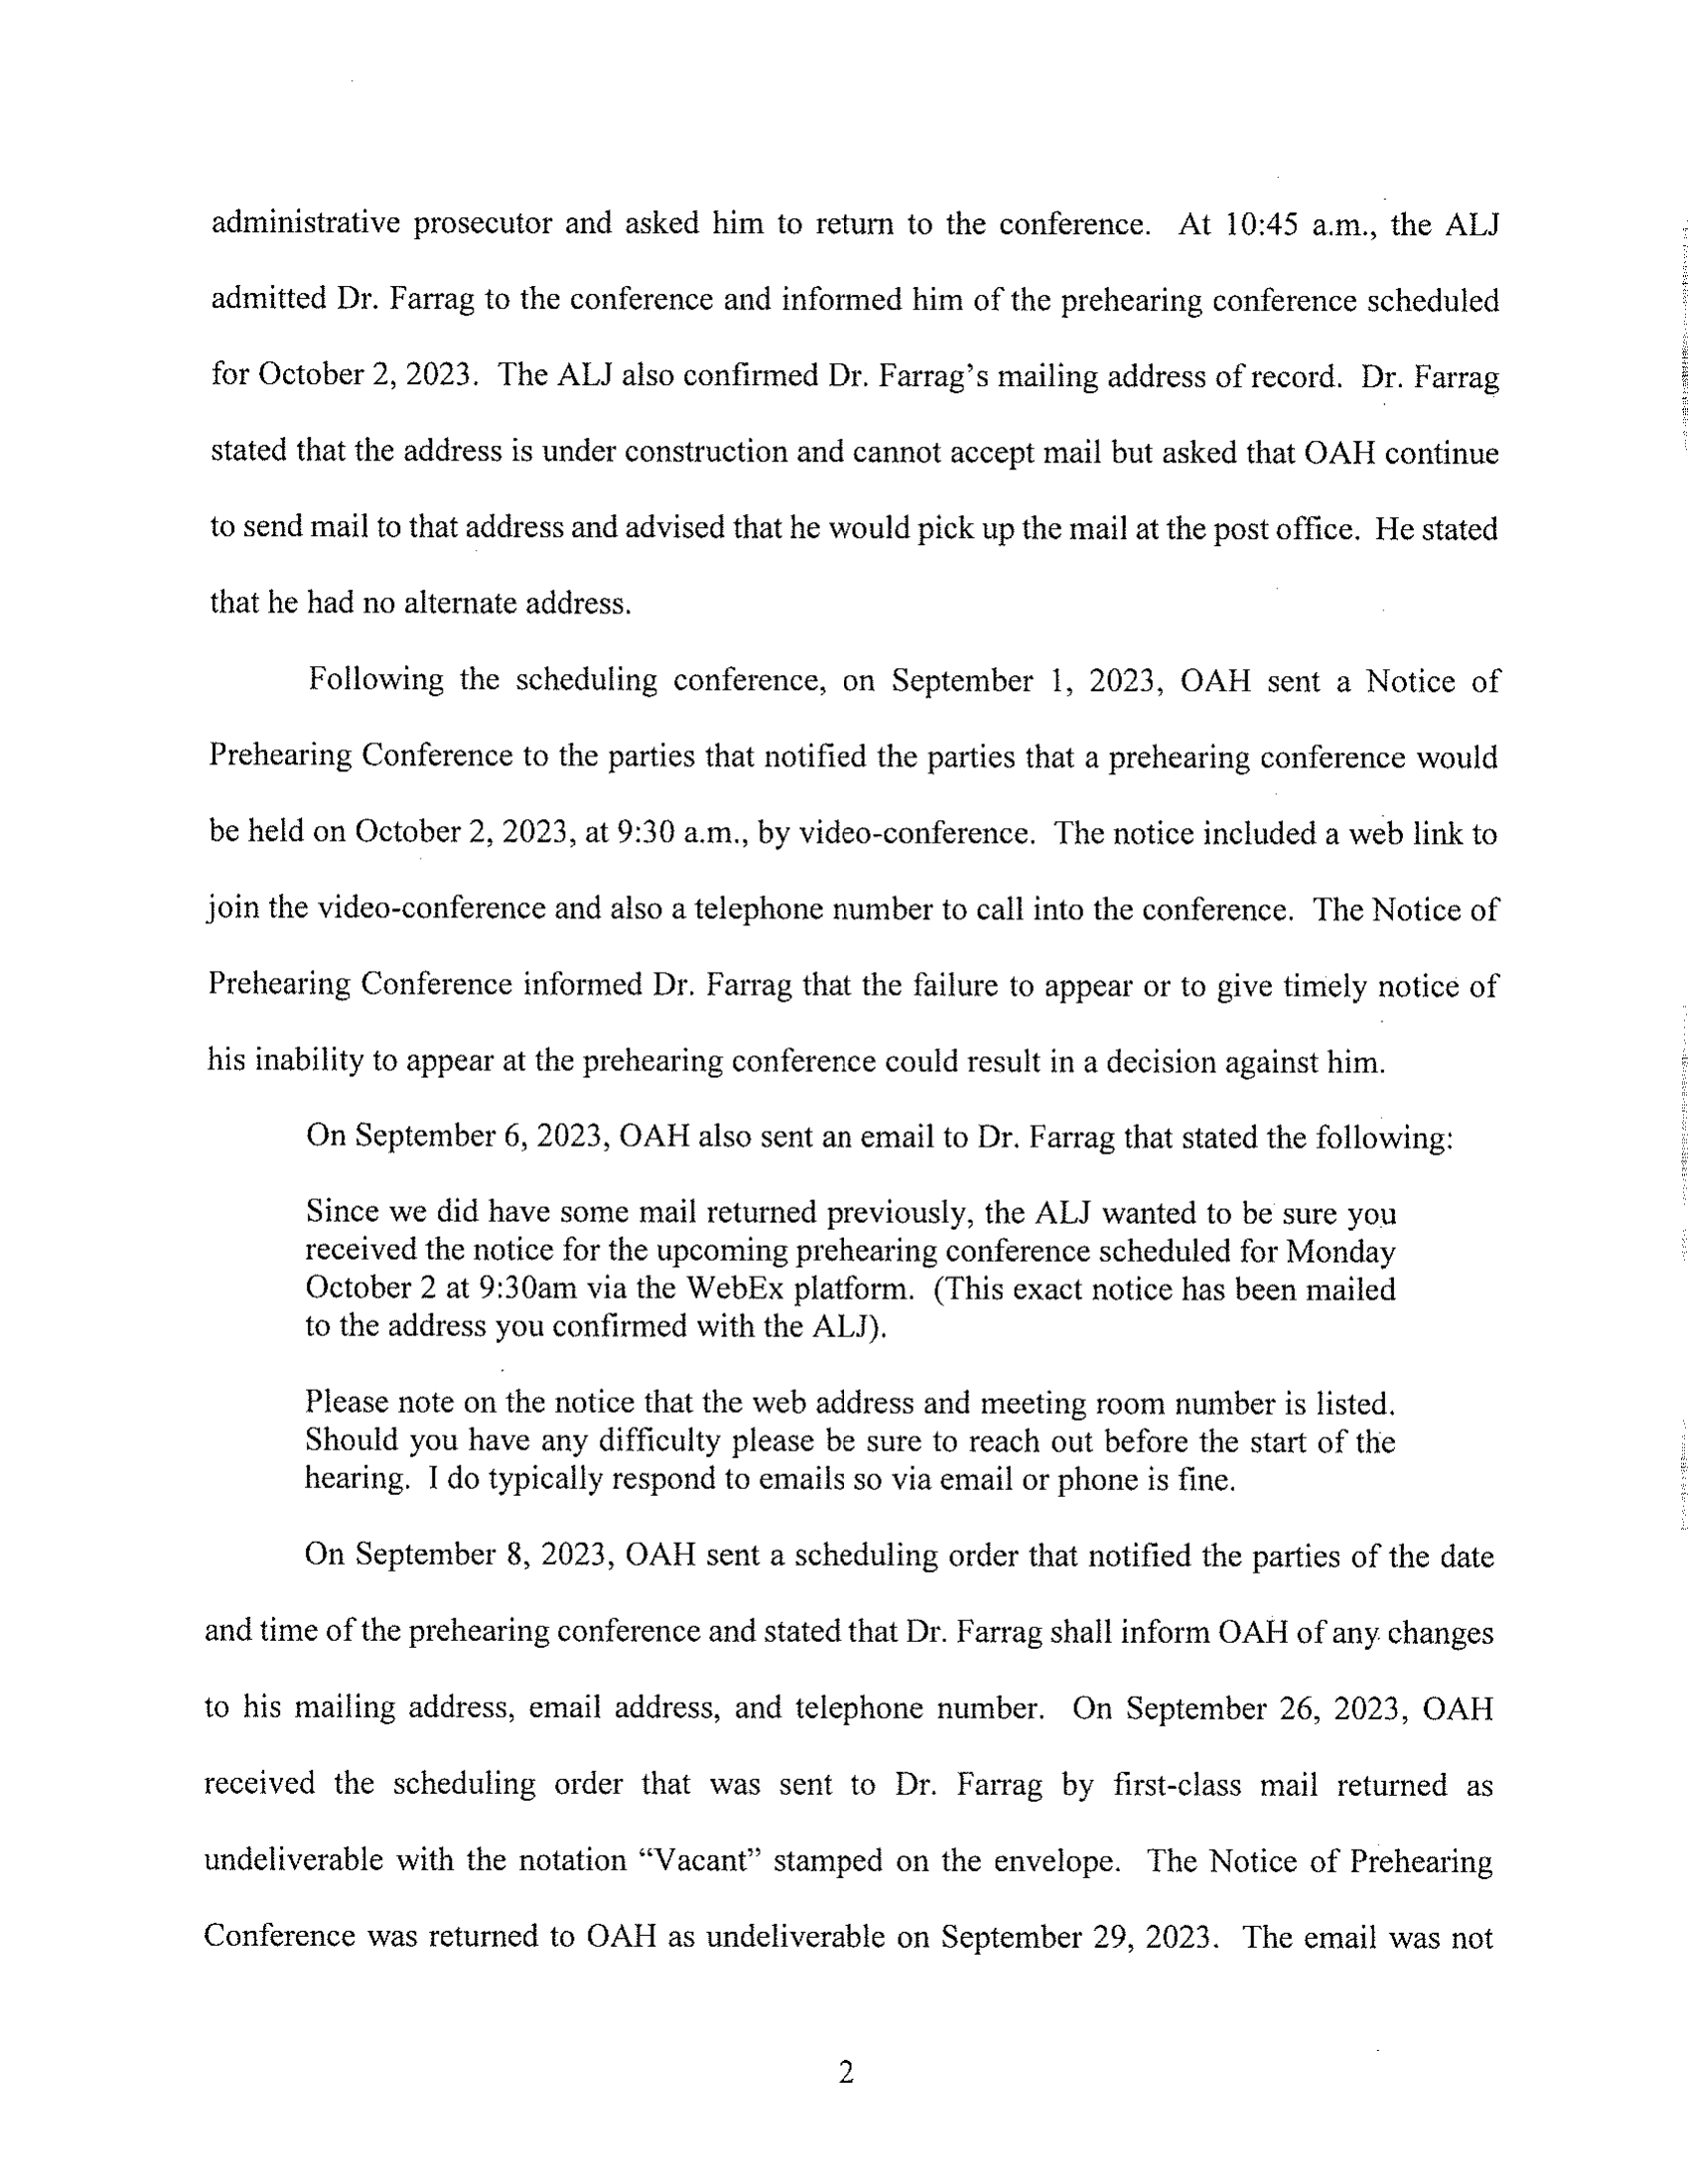 administrative prosecutor and asked him to return to the conference. At 10:45 a.m., the ALJ
admitted Dr. Farrag to the conference and informed him of the prehearing conference scheduled
for October 2, 2023. The ALJ also confirmed Dr. Farrag's mailing address of record. Dr. Farrag
stated that the address is under construction and cannot accept mail but asked that OAH continue
to send mail to that address and advised that he would pick up the mail at the post office. He stated
that he had no alternate address.
Following the scheduling conference, on September 1, 2023, OAH sent a Notice of
Prehearing Conference to the parties that notified the parties that a prehearing conference would
be held on October 2, 2023, at 9:30 a.m., by video-conference. The notice included a web link to
join the video-conference and also a telephone number to call into the conference. The Notice of
Prehearing Conference informed Dr. Farrag that the failure to appear or to give timely notice of
his inability to appear at the prehearing conference could result in a decision against him.
On September 6, 2023, OAH also sent an email to Dr. Farrag that stated the following:
Since we did have some mail returned previously, the ALJ wanted to be sure you
received the notice for the upcoming prehearing conference scheduled for Monday
October 2 at 9:30am via the WebEx platform. (This exact notice has been mailed
to the address you confirmed with the ALJ).
Please note on the notice that the web address and meeting room number is listed.
Should you have any difficulty please be sure to reach out before the start of the
hearing. I do typically respond to emails so via email or phone is fine.
On September 8, 2023, OAH sent a scheduling order that notified the parties of the date
and time of the prehearing conference and stated that Dr. Farrag shall inform OAH of any changes
to his mailing address, email address, and telephone number. On September 26, 2023, OAH
received the scheduling order that was sent to Dr. Farrag by first-class mail returned as
undeliverable with the notation “Vacant” stamped on the envelope. The Notice of Prehearing
Conference was returned to OAH as undeliverable on September 29, 2023. The email was not
2